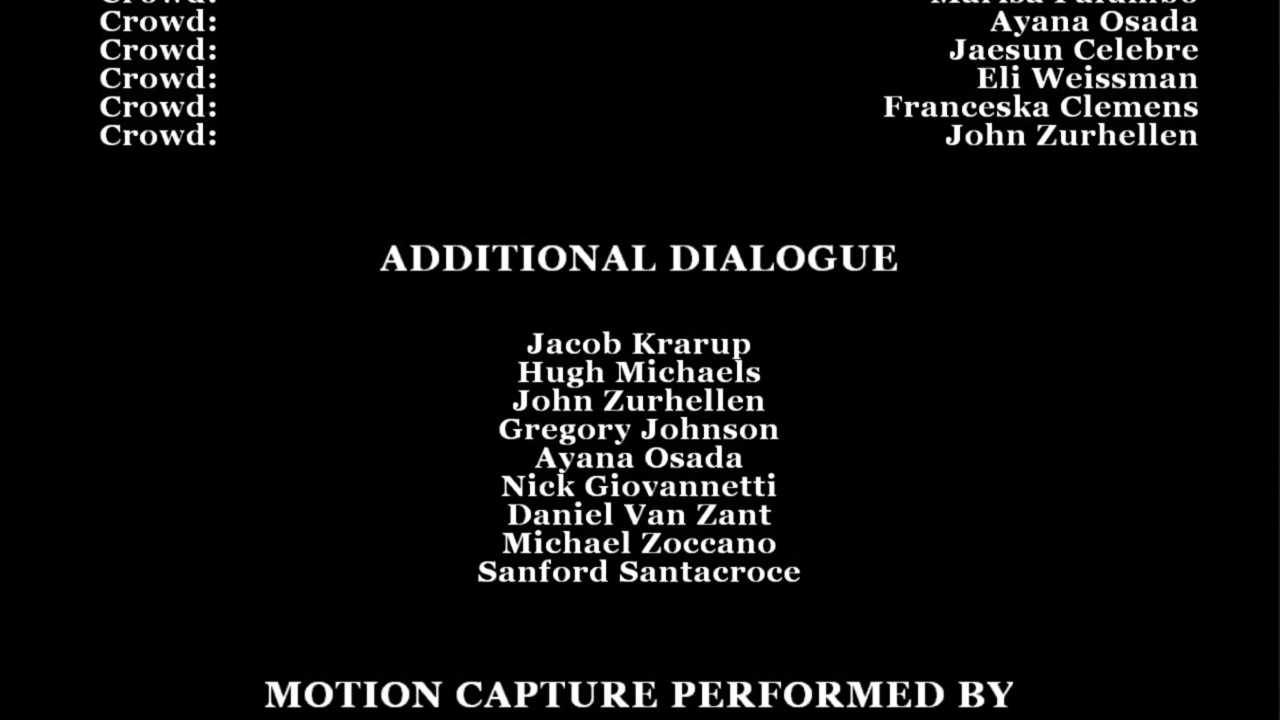 Crowd:
Crowd: Ayana Osada
Crowd: Jaesun Celebre
Crowd: Eli Weissman
Crowd: Franceska Clemens
Crowd: John Zurhellen
ADDITIONAL DIALOGUE
Jacob Krarup
Hugh Michaels
John Zurhellen
Gregory Johnson
Ayana Osada
Nick Giovannetti
Daniel Van Zant
Michael Zoccano
Sanford Santacroce
MOTION CAPTURE PERFORMED BY